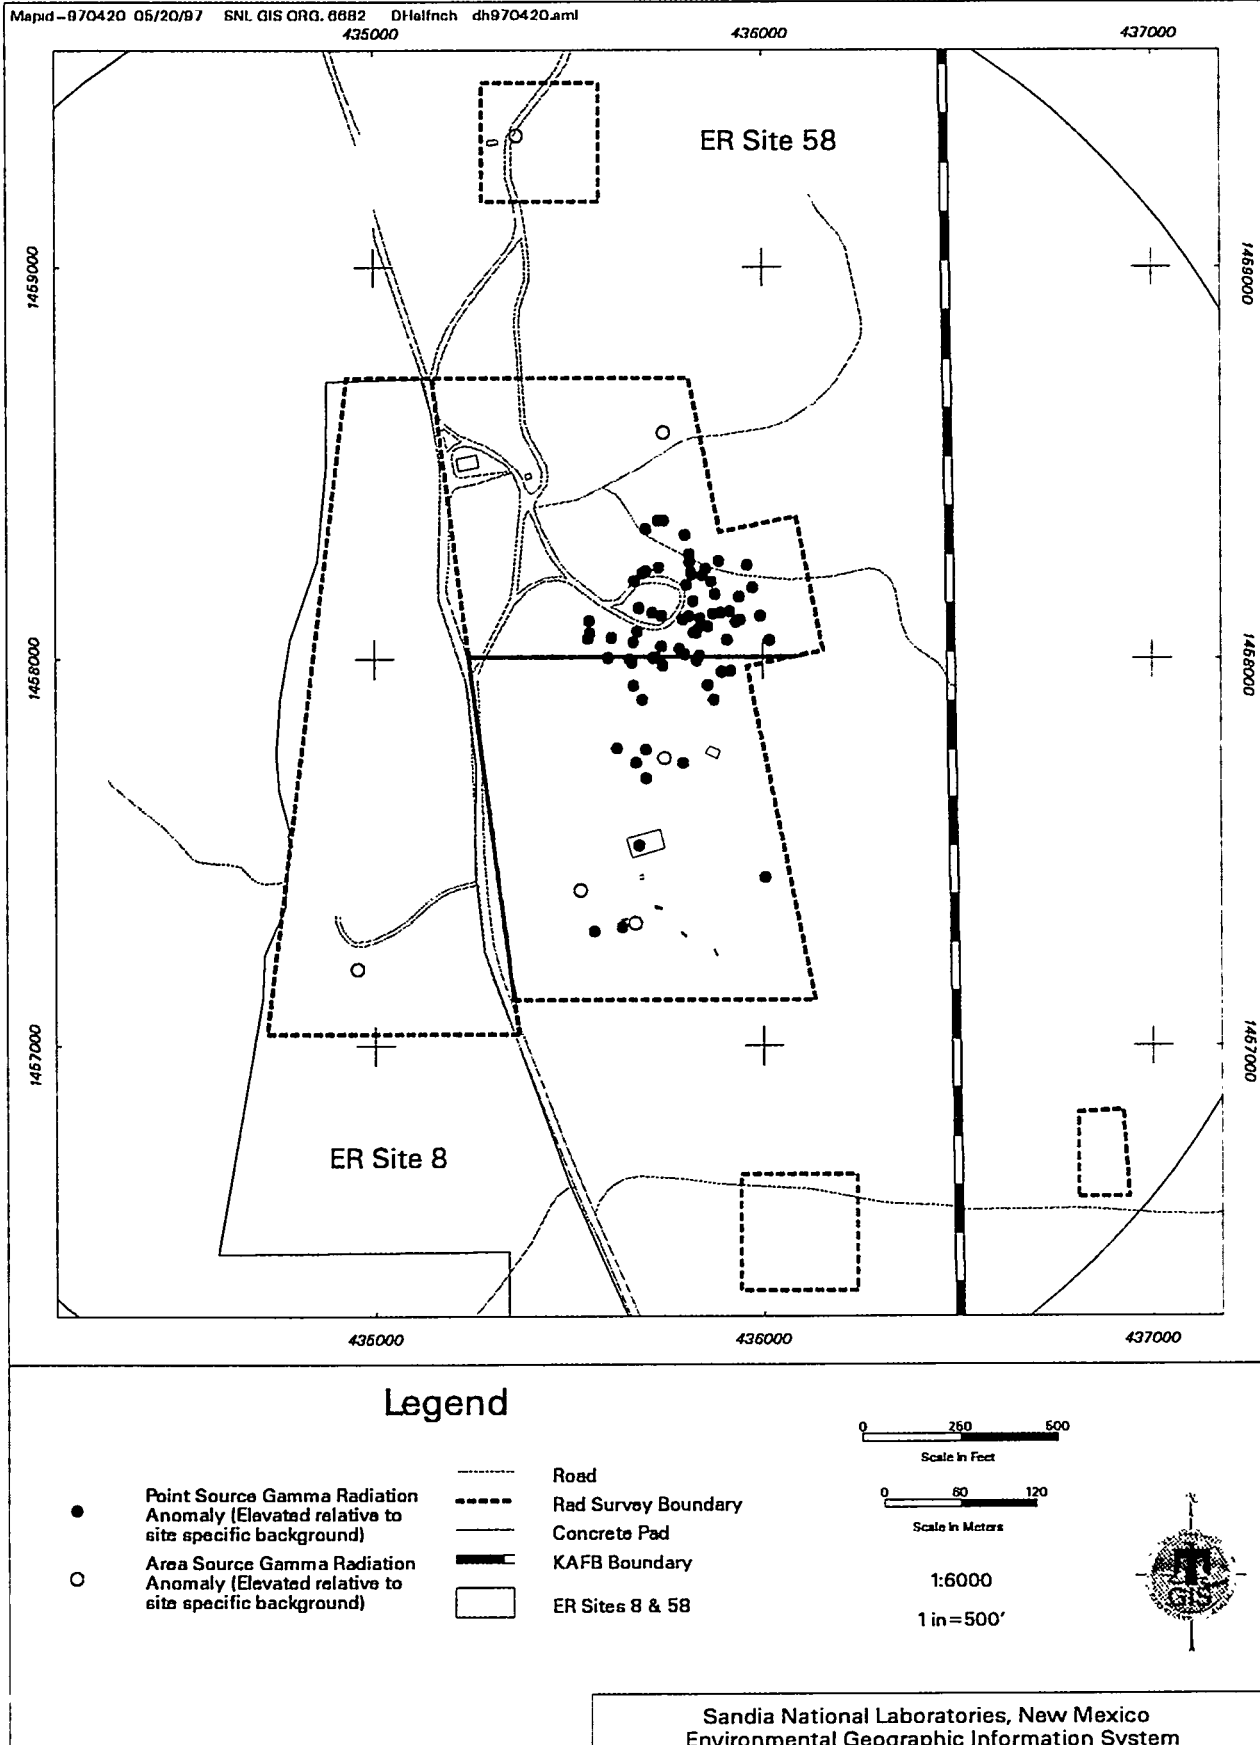 Mapid-970420 05/20/97 SNL GIS ORG. 6682 DHelfnch dh970420.aml
435000 436000 437000
ER Site 58
1459000 1459000
1458000 1458000
1457000 1457000
ER Site 8
435000 436000 437000
Legend
Point Source Gamma Radiation
Anomaly (Elevated relative to
site specific background)
Area Source Gamma Radiation
Anomaly (Elevated relative to
site specific background)
Road
Rad Survey Boundary
Concrete Pad
KAFB Boundary
ER Sites 8 & 58
0 250 500
Scale in Feet
0 60 120
Scale in Meters
1:6000
1 in=500'
GIS
Sandia National Laboratories, New Mexico
Environmental Geographic Information System